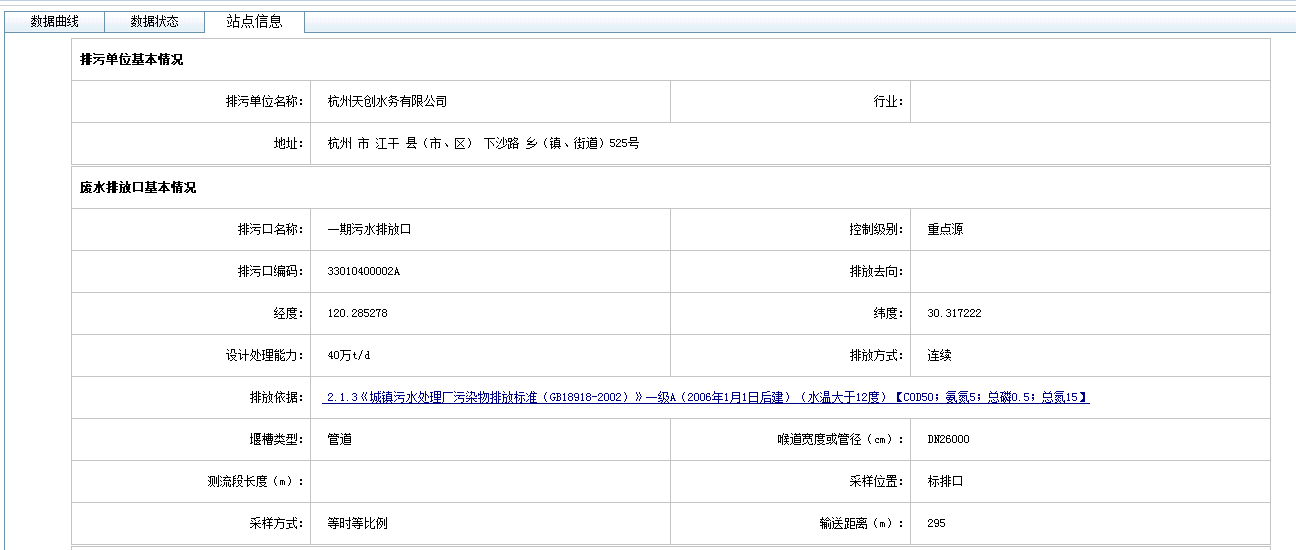 数据曲线 数据状态 站点信息
排污单位基本情况
排污单位名称: 杭州天创水务有限公司 行业:
地址: 杭州 市 江干 县（市、区） 下沙路 乡（镇、街道）525号
废水排放口基本情况
排污口名称: 一期污水排放口 控制级别: 重点源
排污口编码: 33010400002A 排放去向:
经度: 120.285278 纬度: 30.317222
设计处理能力: 40万t/d 排放方式: 连续
排放依据: 2.1.3《城镇污水处理厂污染物排放标准（GB18918-2002）》一级A（2006年1月1日后建）（水温大于12度）【COD50；氨氮5；总磷0.5；总氮15】
堰槽类型: 管道 喉道宽度或管径（cm）: DN26000
测流段长度（m）: 采样位置: 标排口
采样方式: 等时等比例 输送距离（m）: 295